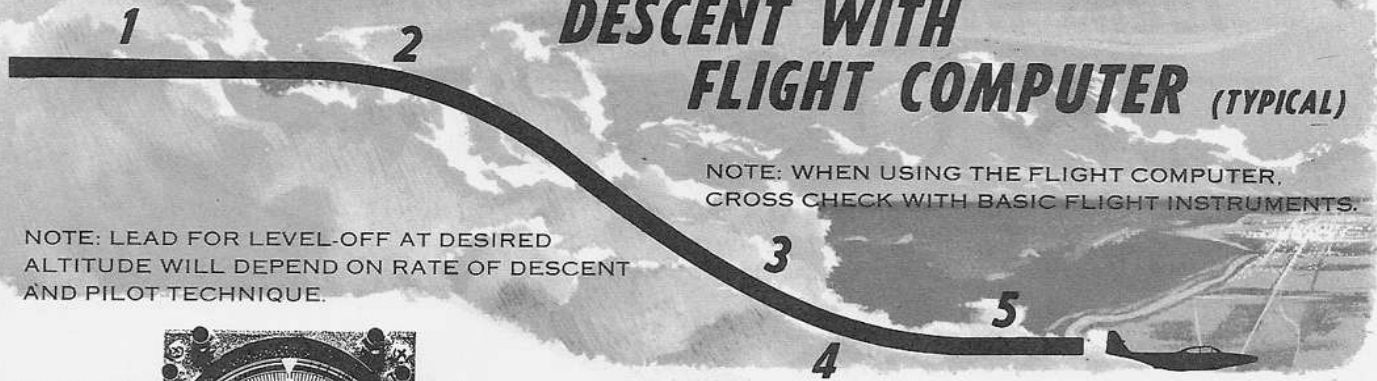 DESCENT WITH
FLIGHT COMPUTER (TYPICAL)
1
2
NOTE: WHEN USING THE FLIGHT COMPUTER,
CROSS CHECK WITH BASIC FLIGHT INSTRUMENTS.
NOTE: LEAD FOR LEVEL-OFF AT DESIRED
ALTITUDE WILL DEPEND ON RATE OF DESCENT
AND PILOT TECHNIQUE.
3
5
4